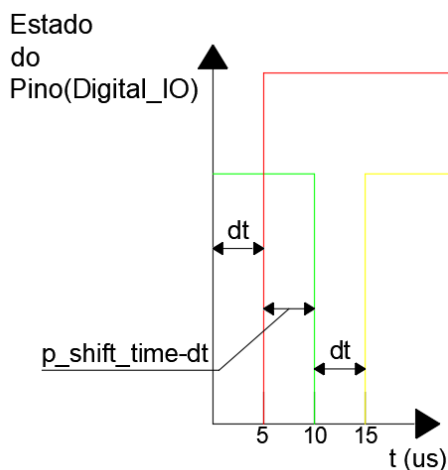 Estado
do
Pino(Digital_IO)
dt
p_shift_time-dt
dt
5 10 15
t (us)